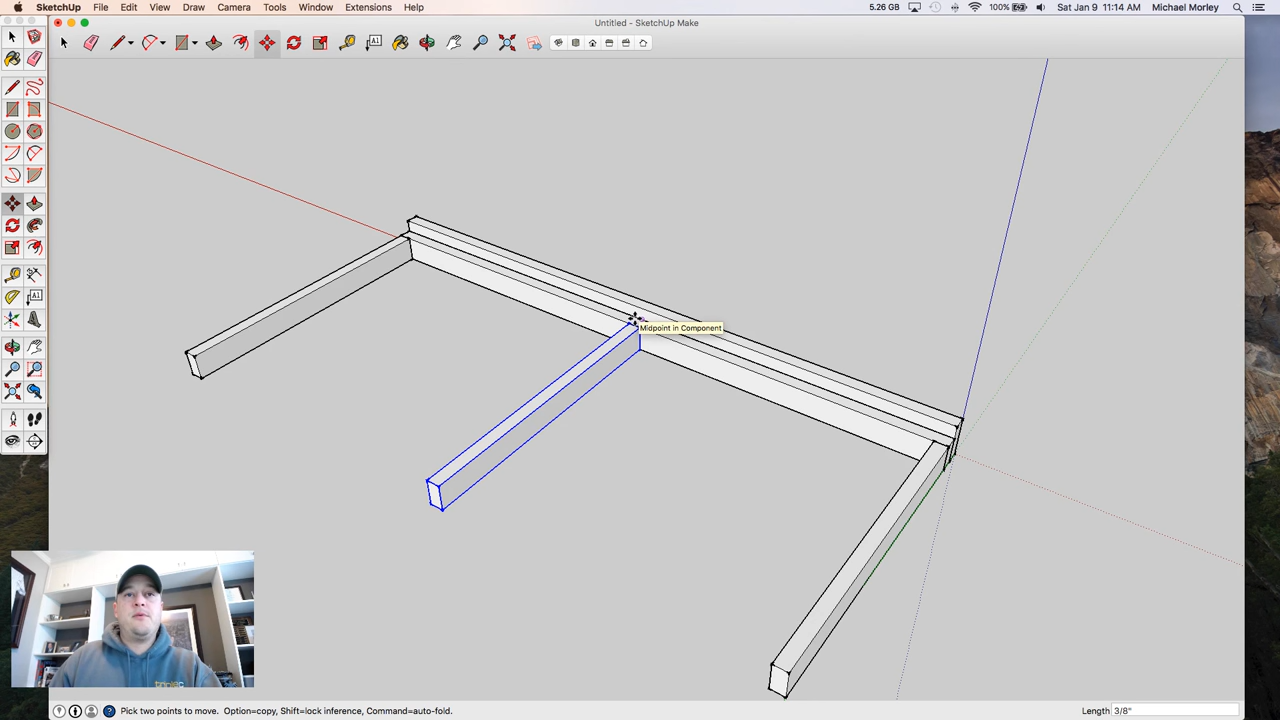 SketchUp File Edit View Draw Camera Tools Window Extensions Help 5.26 GB 100% Sat Jan 9 11:14 AM Michael Morley
Untitled - SketchUp Make
A1
A1
Midpoint in Component
Pick two points to move. Option=copy, Shift=lock inference, Command=auto-fold. Length 3/8"